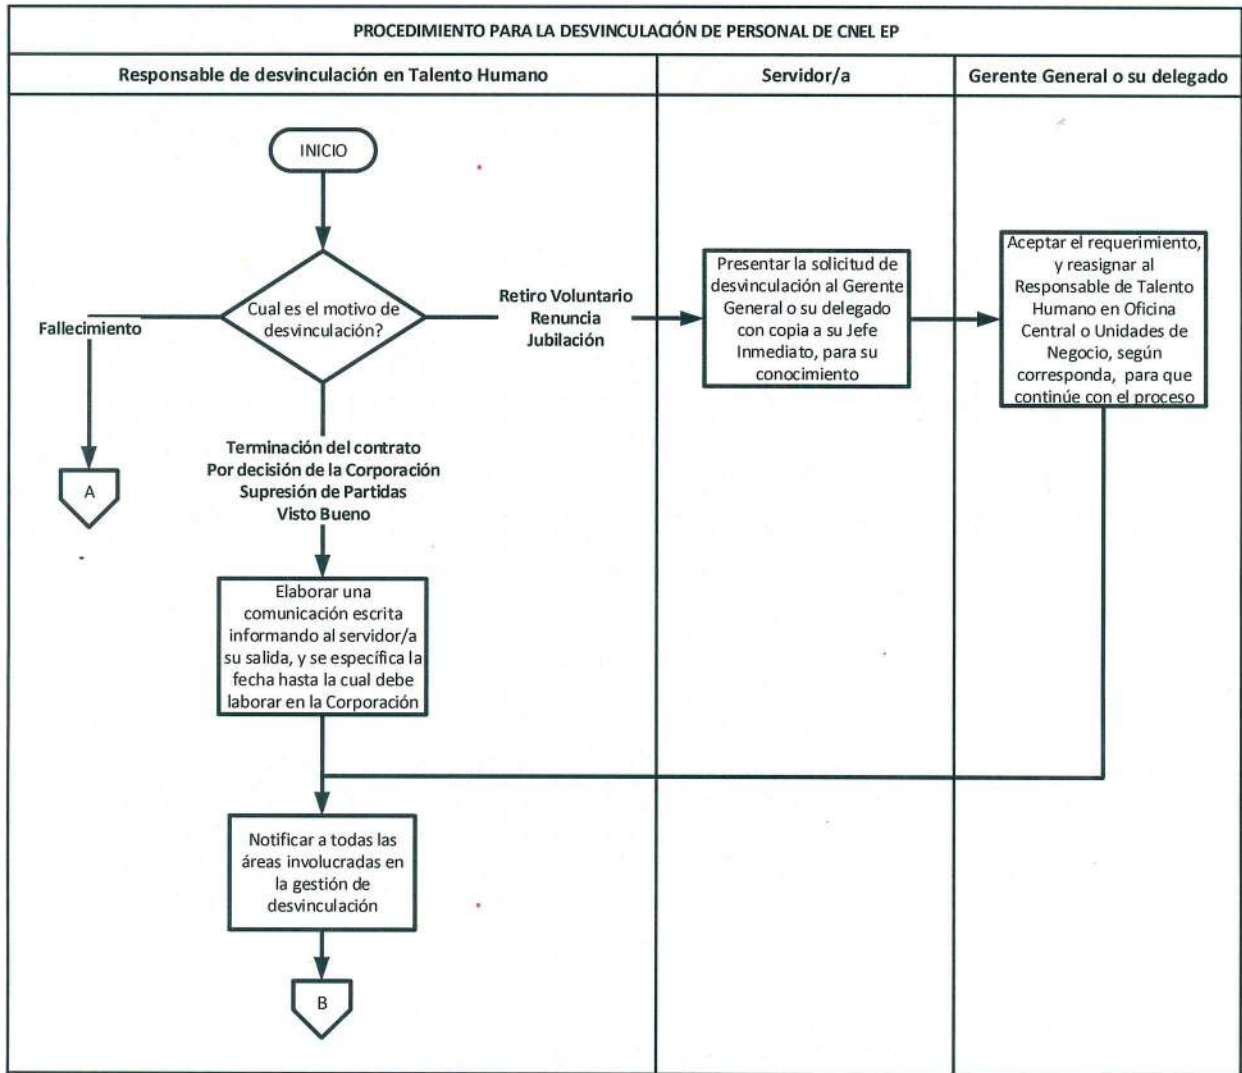 PROCEDIMIENTO PARA LA DESVINCULACIÓN DE PERSONAL DE CNEL EP
Responsable de desvinculación en Talento Humano
Servidor/a
Gerente General o su delegado
INICIO
Cual es el motivo de
desvinculación?
Fallecimiento
A
Retiro Voluntario
Renuncia
Jubilación
Presentar la solicitud de
desvinculación al Gerente
General o su delegado
con copia a su Jefe
Inmediato, para su
conocimiento
Aceptar el requerimiento,
y reasignar al
Responsable de Talento
Humano en Oficina
Central o Unidades de
Negocio, según
corresponda, para que
continúe con el proceso
Terminación del contrato
Por decisión de la Corporación
Supresión de Partidas
Visto Bueno
Elaborar una
comunicación escrita
informando al servidor/a
su salida, y se específica la
fecha hasta la cual debe
laborar en la Corporación
Notificar a todas las
áreas involucradas en
la gestión de
desvinculación
B